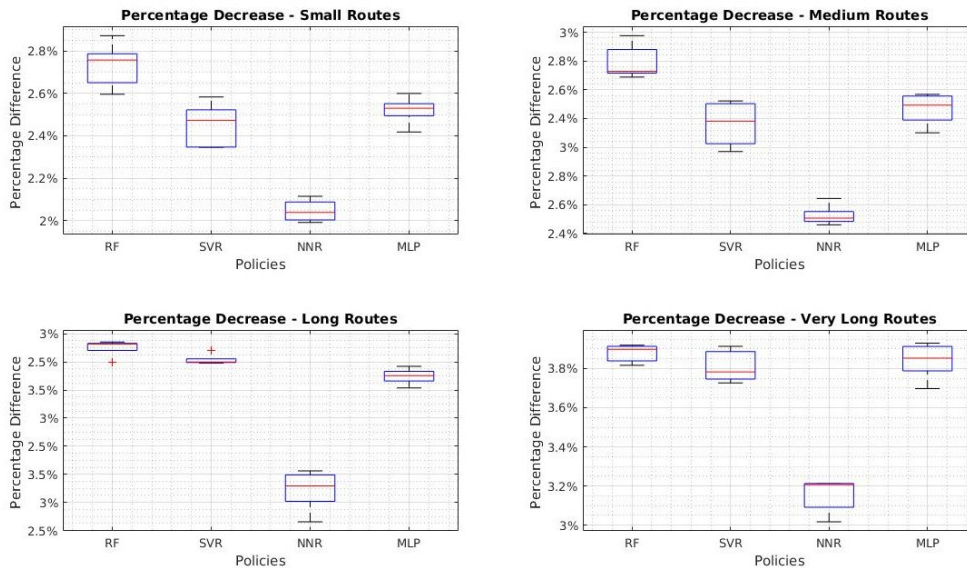 Percentage Decrease - Small Routes
Percentage Difference
2.8%
2.6%
2.4%
2.2%
2%
RF SVR NNR MLP
Policies
Percentage Decrease - Medium Routes
Percentage Difference
3%
2.8%
2.6%
2.4%
3%
2.8%
2.6%
2.4%
RF SVR NNR MLP
Policies
Percentage Decrease - Long Routes
Percentage Difference
3%
2.5%
3.5%
3%
2.5%
3.5%
3%
2.5%
RF SVR NNR MLP
Policies
Percentage Decrease - Very Long Routes
Percentage Difference
3.8%
3.6%
3.2%
3%
RF SVR NNR MLP
Policies